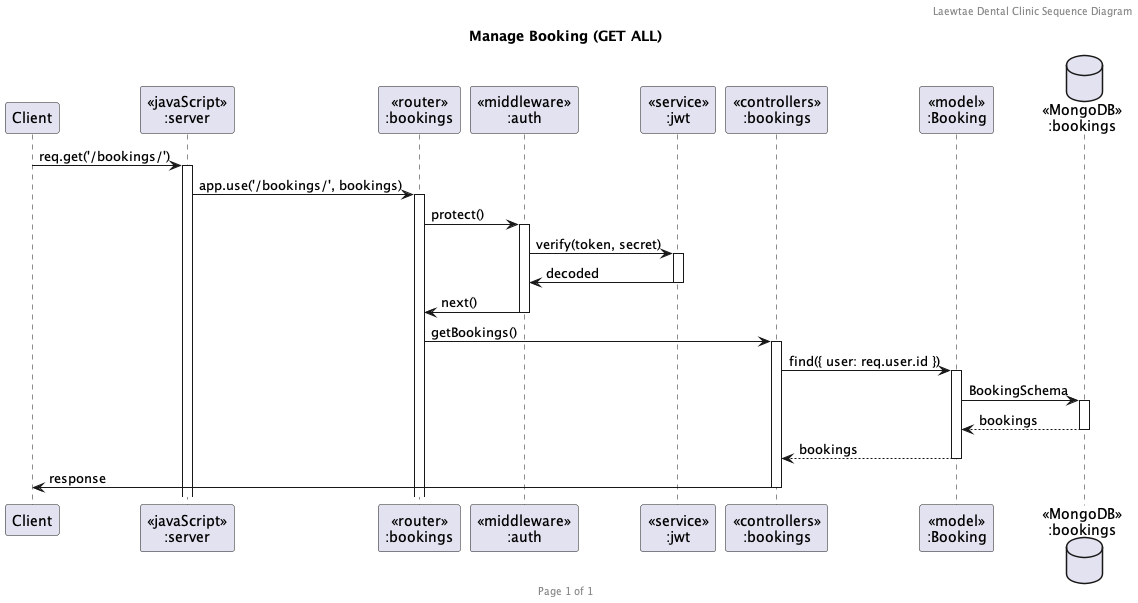 Laewtae Dental Clinic Sequence Diagram
Manage Booking (GET ALL)
Client
«javaScript»
:server
«router»
:bookings
«middleware»
:auth
«service»
:jwt
«controllers»
:bookings
«model»
:Booking
«MongoDB»
:bookings
req.get('/bookings/')
app.use('/bookings/', bookings)
protect()
verify(token, secret)
decoded
next()
getBookings()
find({ user: req.user.id })
BookingSchema
bookings
bookings
response
Client
«javaScript»
:server
«router»
:bookings
«middleware»
:auth
«service»
:jwt
«controllers»
:bookings
«model»
:Booking
«MongoDB»
:bookings
Page 1 of 1